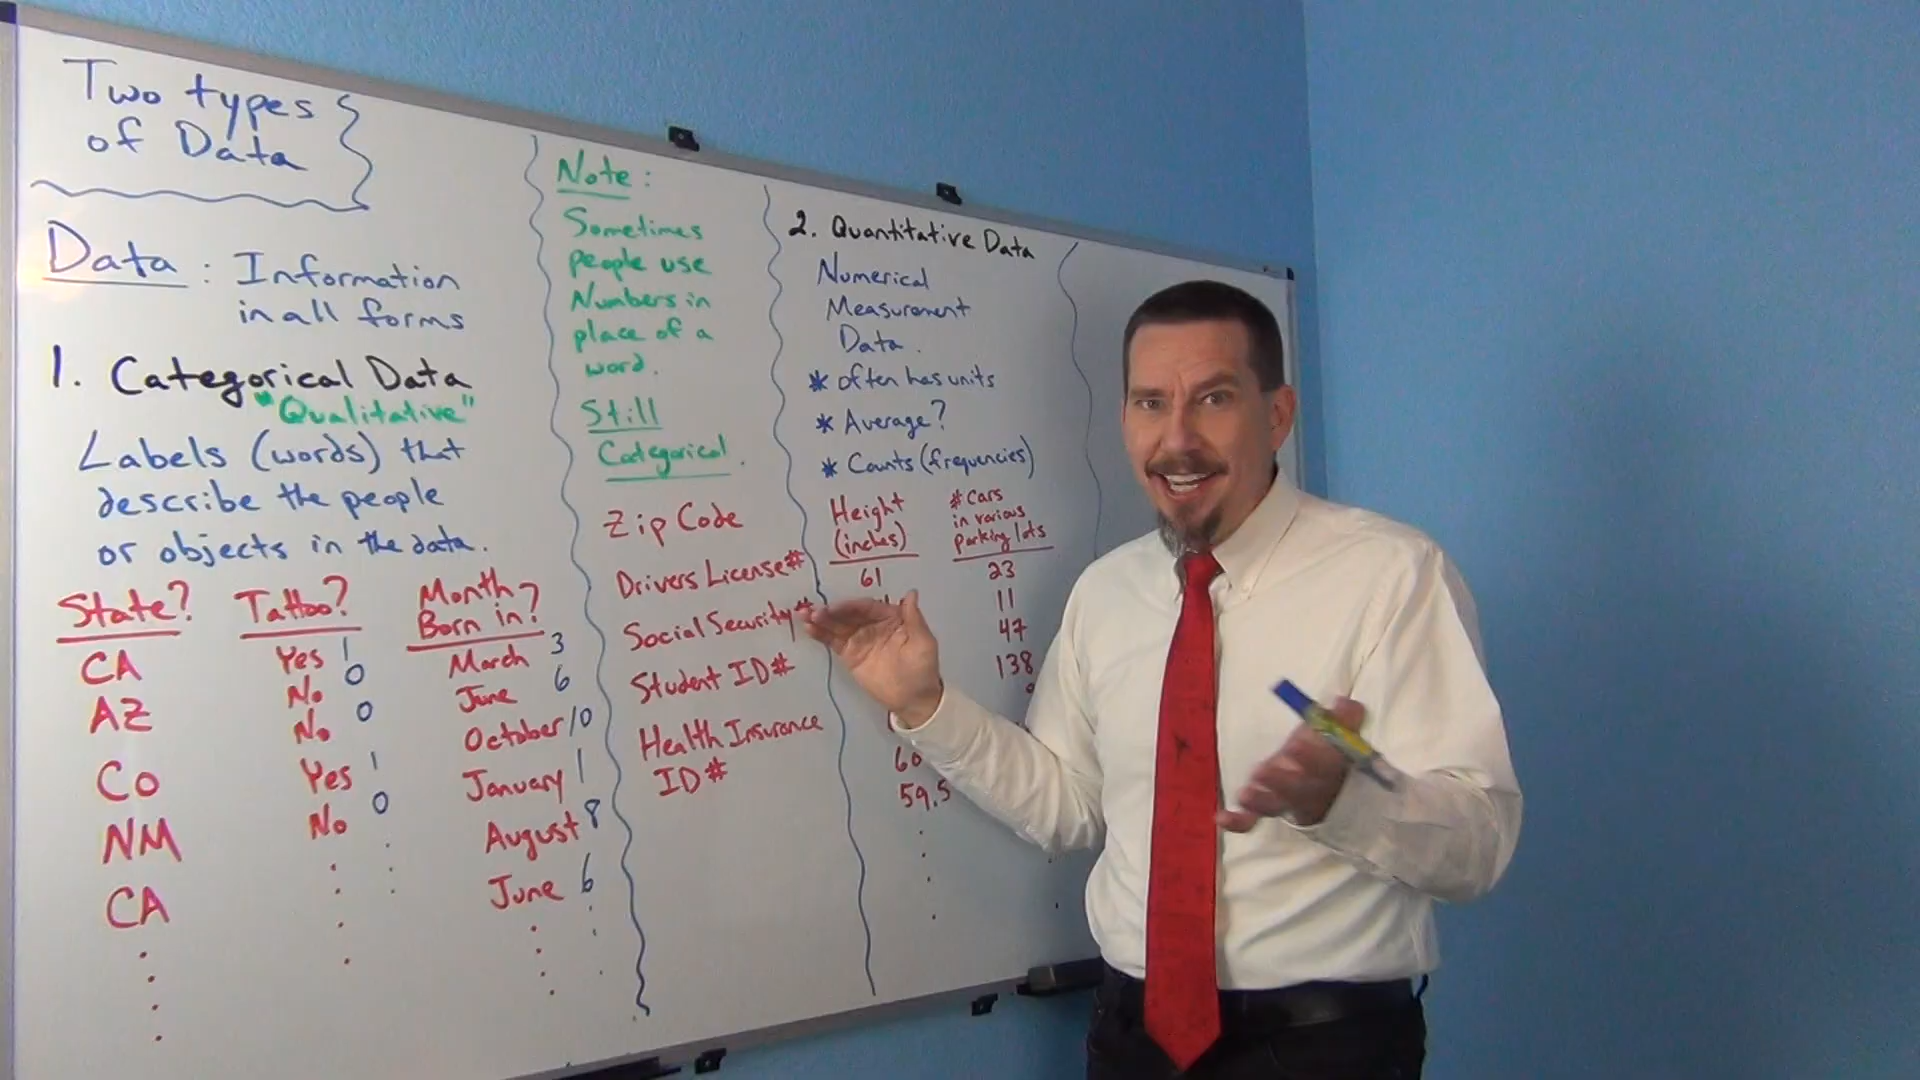 Two types
of Data
Data : Information
in all forms
1. Categorical Data
"Qualitative"
Labels (words) that
describe the people
or objects in the data.
State?
CA
AZ
CO
NM
CA
Tattoo?
Yes 1
No 0
No 0
Yes 1
No 0
Month
Born in?
March 3
June 6
October 10
January 1
August 8
June 6
Note:
Sometimes
people use
Numbers in
place of a
word.
Still
Categorical.
Zip Code
Drivers License#
Social Security#
Student ID#
Health Insurance
ID#
2. Quantitative Data
Numerical
Measurement
Data.
* often has units
* Average?
* Counts (frequencies)
Height
(inches)
61
60
59.5
# cars
in various
parking lots
23
11
47
138